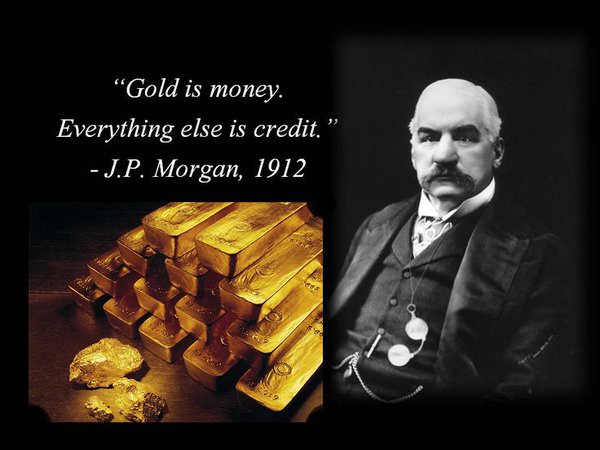 “Gold is money.
Everything else is credit.”
- J.P. Morgan, 1912